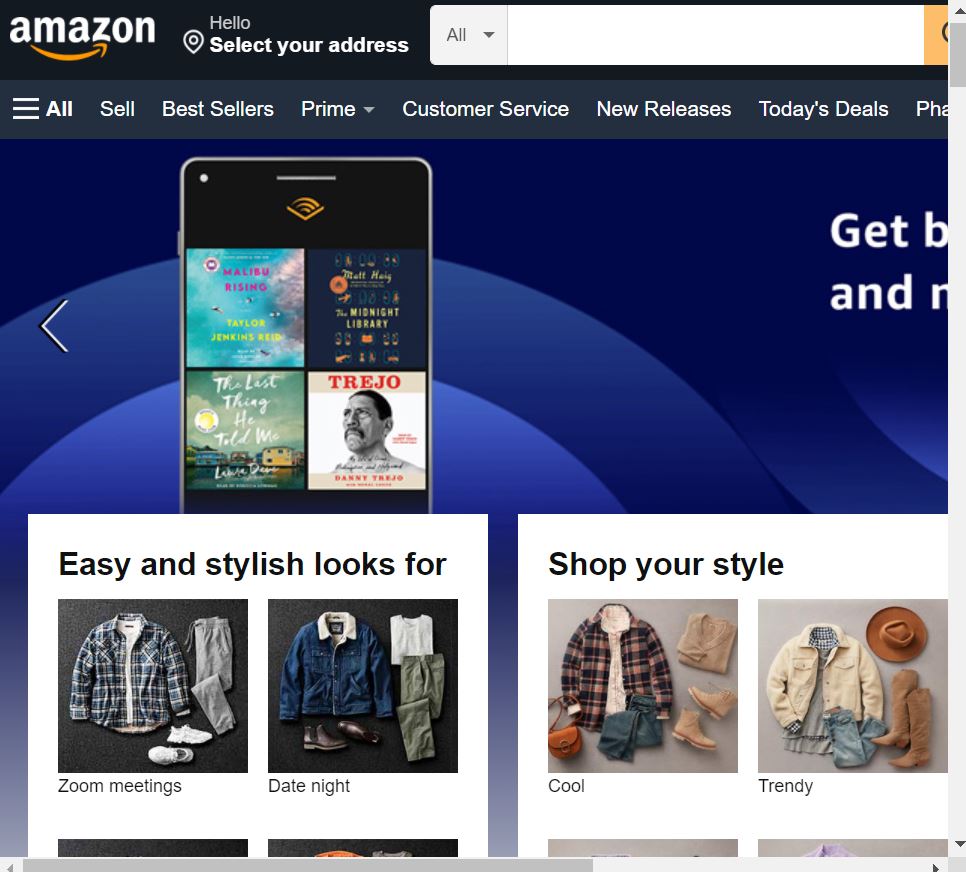 amazon
Hello
Select your address
All
All
Sell
Best Sellers
Prime
Customer Service
New Releases
Today's Deals
Pha
Get b
and n
MALIBU
RISING
TAYLOR
JENKINS REID
Matt Haig
The MIDNIGHT
LIBRARY
The Last
Thing
He
Told Me
Laura Dave
TREJO
DANNY TREJO
Easy and stylish looks for
Shop your style
Zoom meetings
Date night
Cool
Trendy